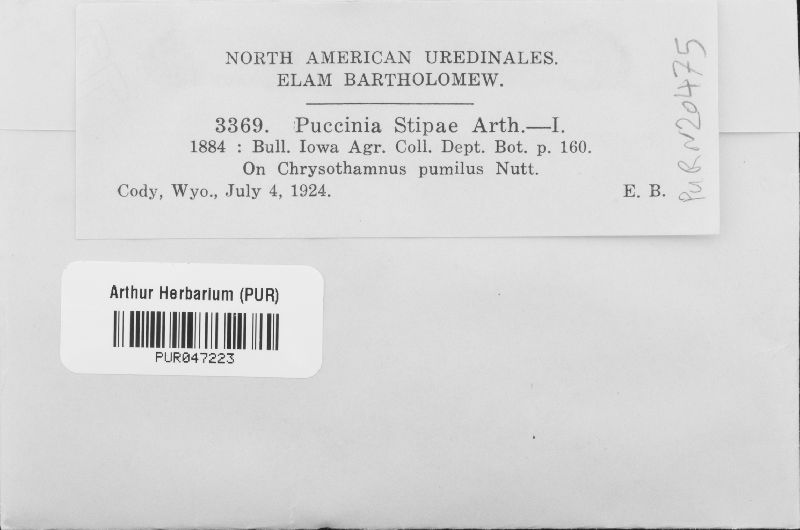 NORTH AMERICAN UREDINALES.
ELAM BARTHOLOMEW.
3369. Puccinia Stipae Arth.—I.
1884 : Bull. Iowa Agr. Coll. Dept. Bot. p. 160.
On Chrysothamnus pumilus Nutt.
Cody, Wyo., July 4, 1924. E. B.
PUR N20475
Arthur Herbarium (PUR)
PUR047223